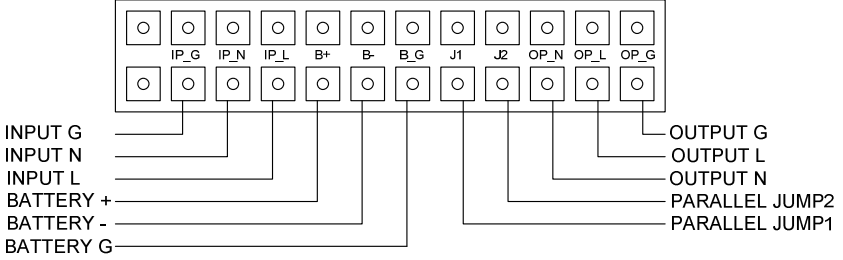 IP_G IP_N IP_L B+ B- B_G J1 J2 OP_N OP_L OP_G
INPUT G
INPUT N
INPUT L
BATTERY +
BATTERY -
BATTERY G
OUTPUT G
OUTPUT L
OUTPUT N
PARALLEL JUMP2
PARALLEL JUMP1